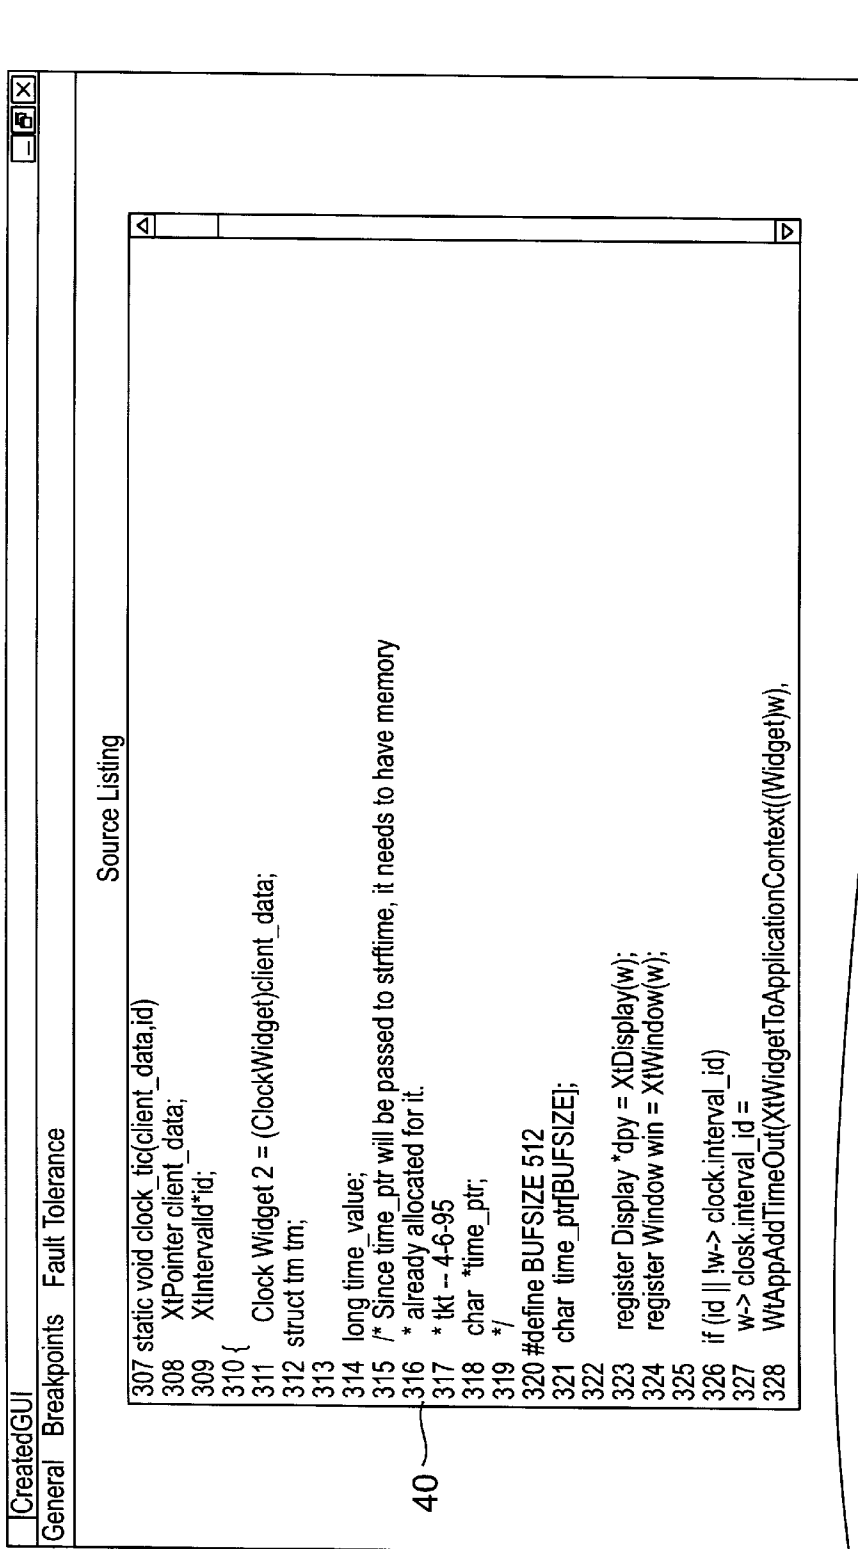 CreatedGUI
General Breakpoints Fault Tolerance
Source Listing
307 static void clock_tic(client_data,id)
308 XtPointer client_data;
309 XtIntervalId*id;
310 {
311 Clock Widget 2 = (ClockWidget)client_data;
312 struct tm tm;
313
314 long time_value;
315 /* Since time_ptr will be passed to strftime, it needs to have memory
316 * already allocated for it.
317 * tkt -- 4-6-95
318 char *time_ptr;
319 */
320 #define BUFSIZE 512
321 char time_ptr[BUFSIZE];
322
323 register Display *dpy = XtDisplay(w);
324 register Window win = XtWindow(w);
325
326 if (id || !w-> clock.interval_id)
327 w-> closk.interval_id =
328 WtAppAddTimeOut(XtWidgetToApplicationContext((Widget)w),
40